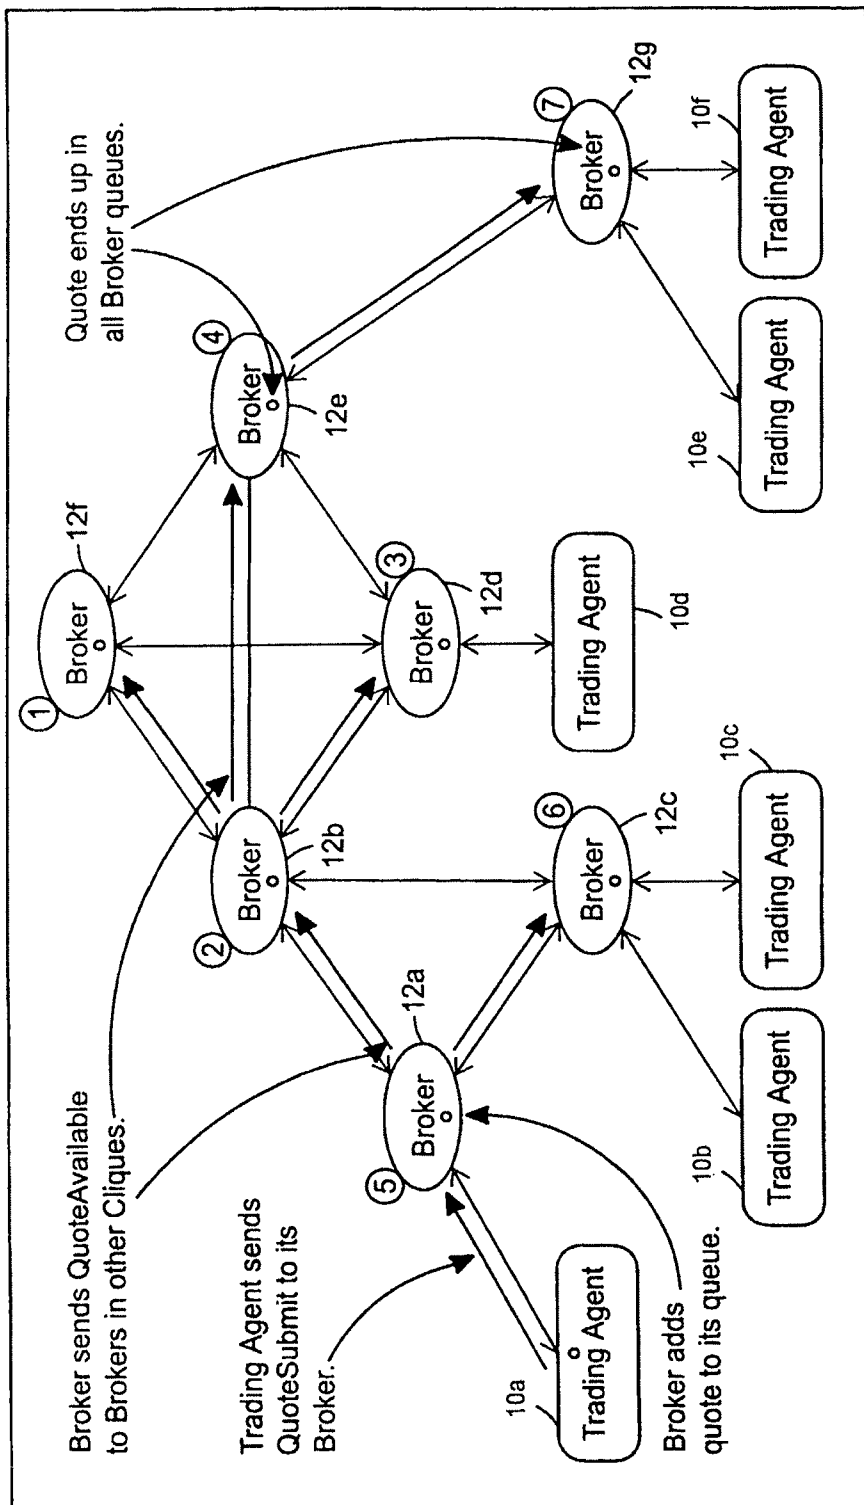 Broker sends QuoteAvailable
to Brokers in other Cliques.
Quote ends up in
all Broker queues.
Trading Agent sends
QuoteSubmit to its
Broker.
Broker adds
quote to its queue.
1
Broker
12f
2
Broker
12b
4
Broker
12e
3
Broker
12d
5
Broker
12a
6
Broker
12c
7
Broker
12g
10a
Trading Agent
10b
Trading Agent
10c
Trading Agent
10d
Trading Agent
10e
Trading Agent
10f
Trading Agent